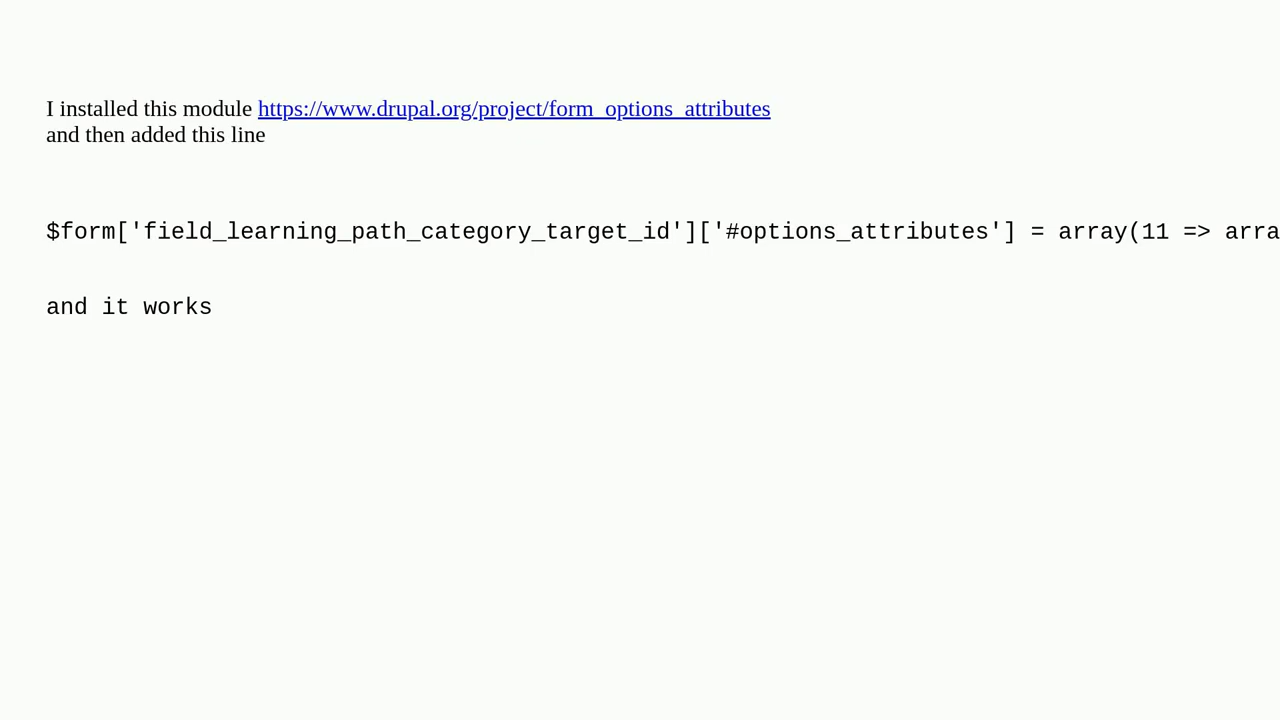 I installed this module https://www.drupal.org/project/form_options_attributes
and then added this line
$form['field_learning_path_category_target_id']['#options_attributes'] = array(11 => arra
and it works